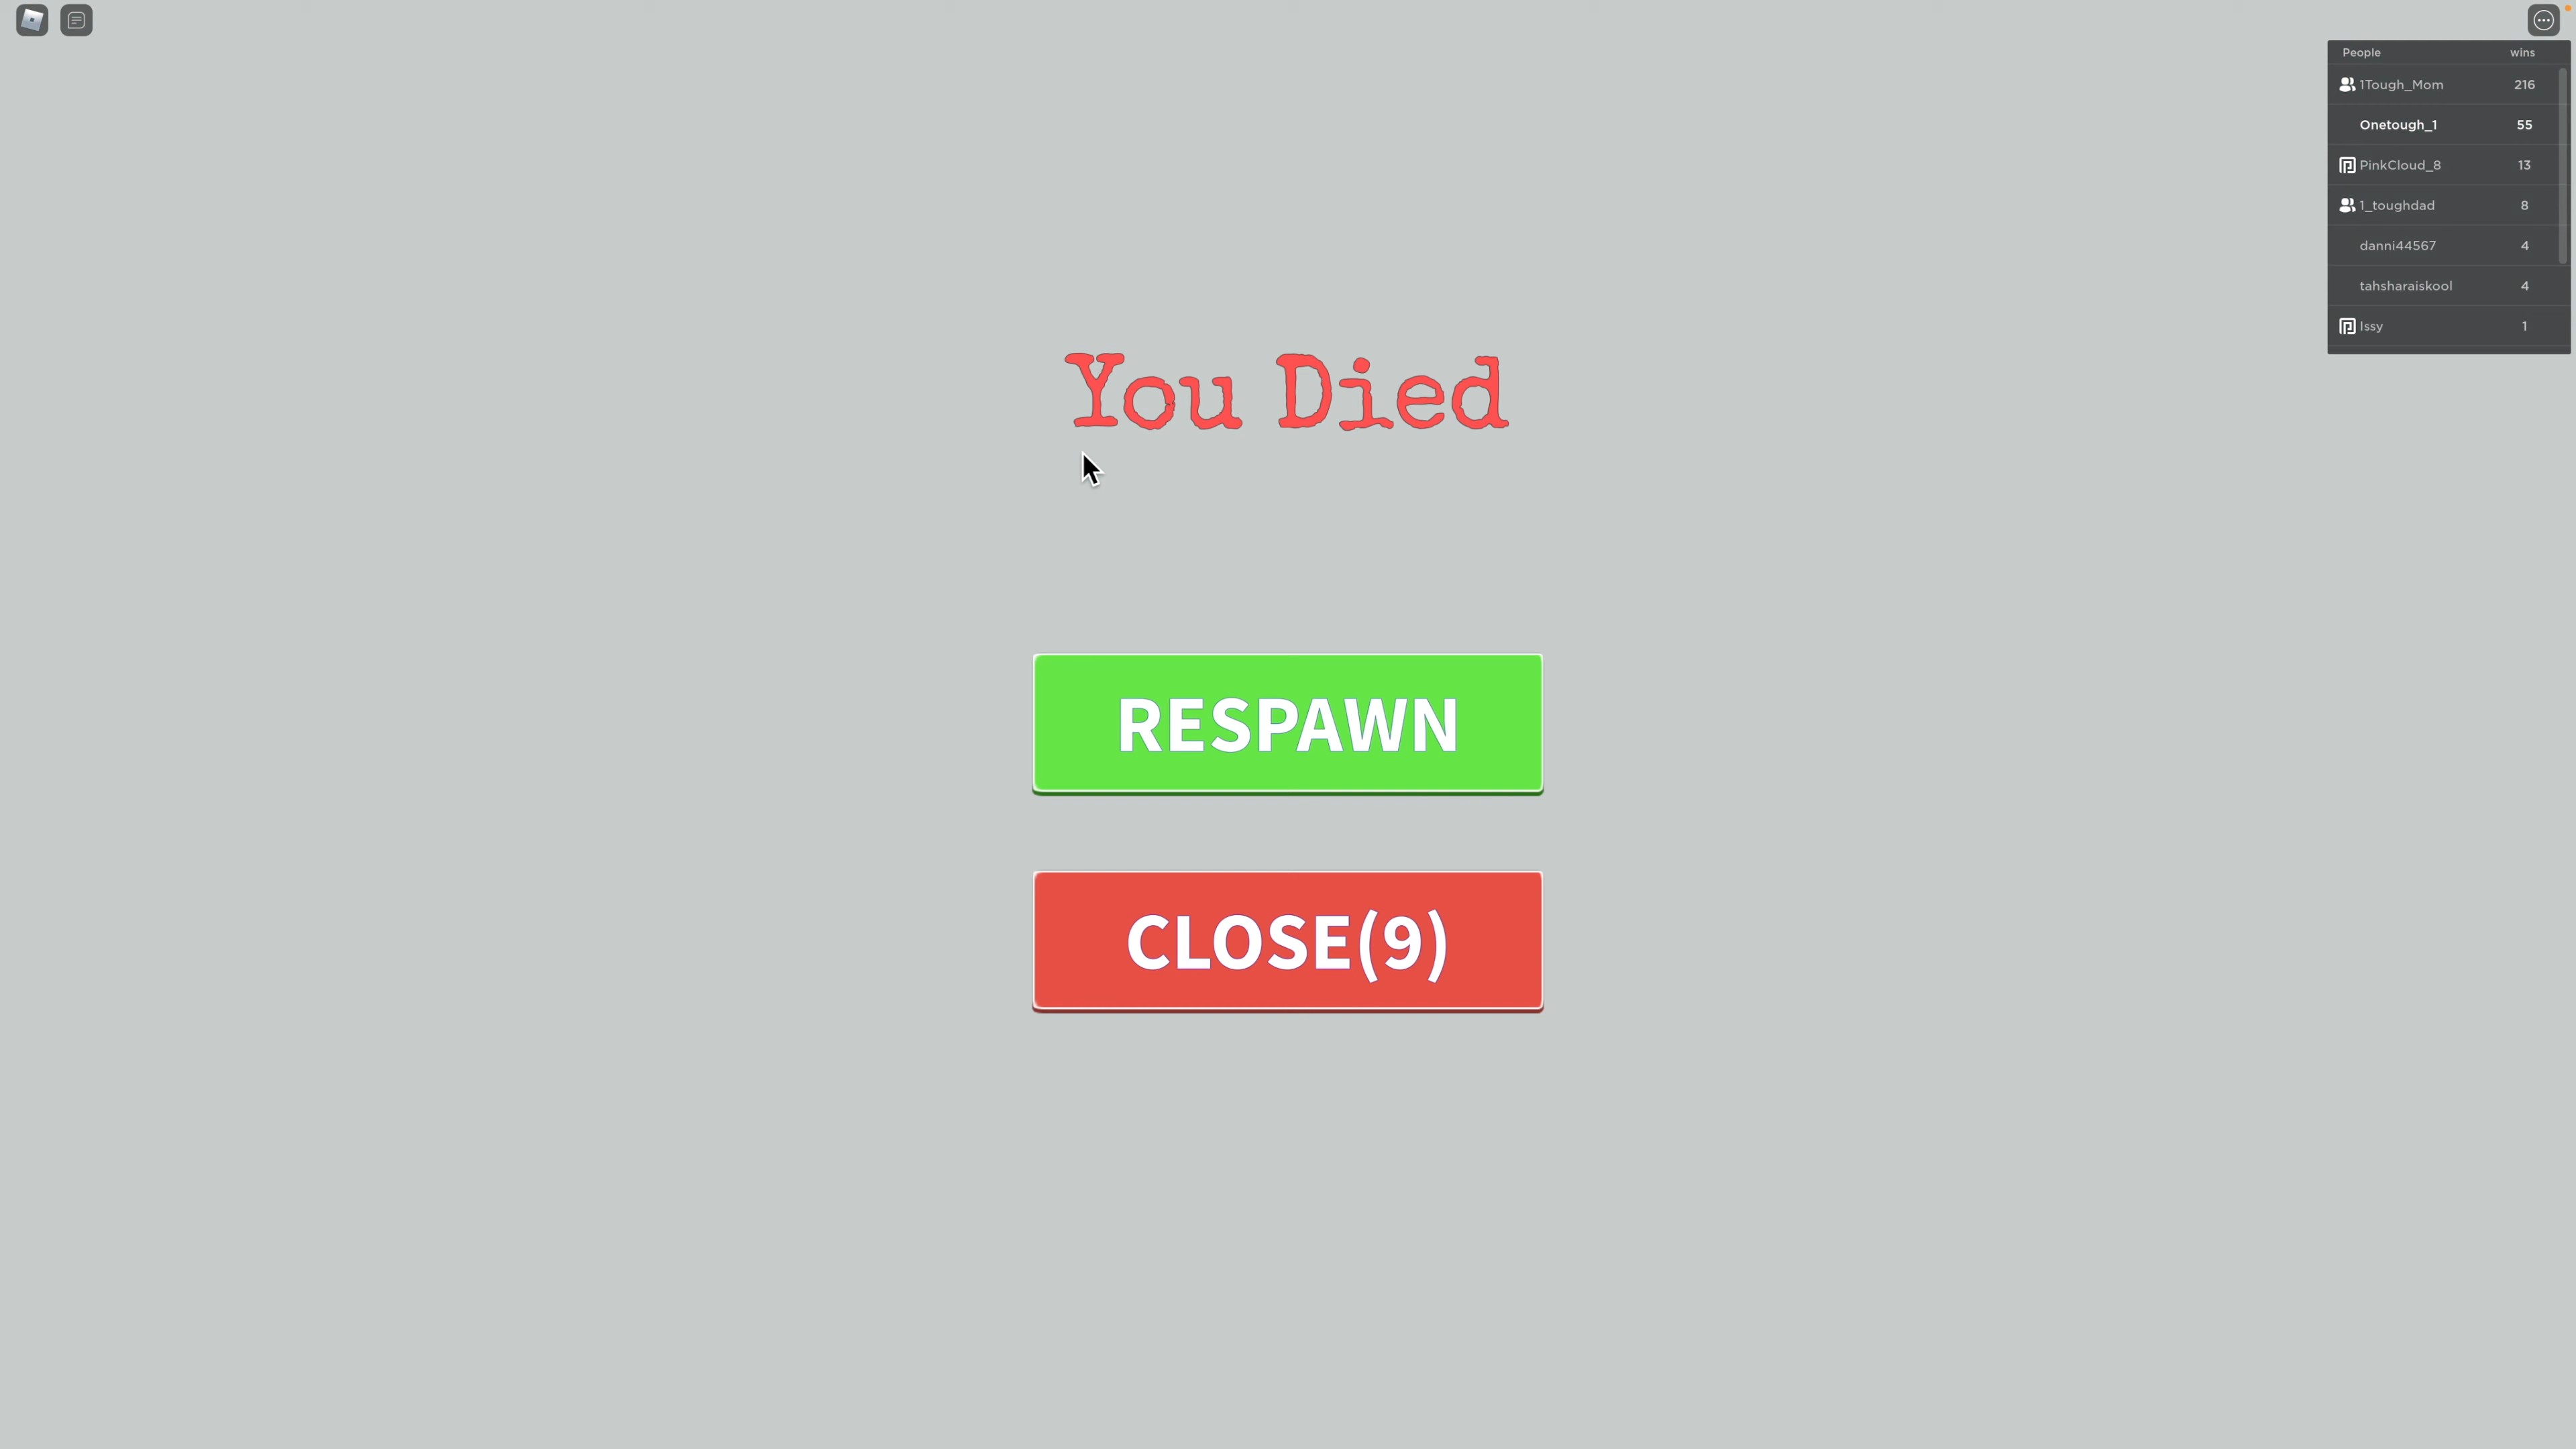 People wins
1Tough_Mom 216
Onetough_1 55
PinkCloud_8 13
1_toughdad 8
danni44567 4
tahsharaiskool 4
Issy 1
You Died
RESPAWN
CLOSE(9)